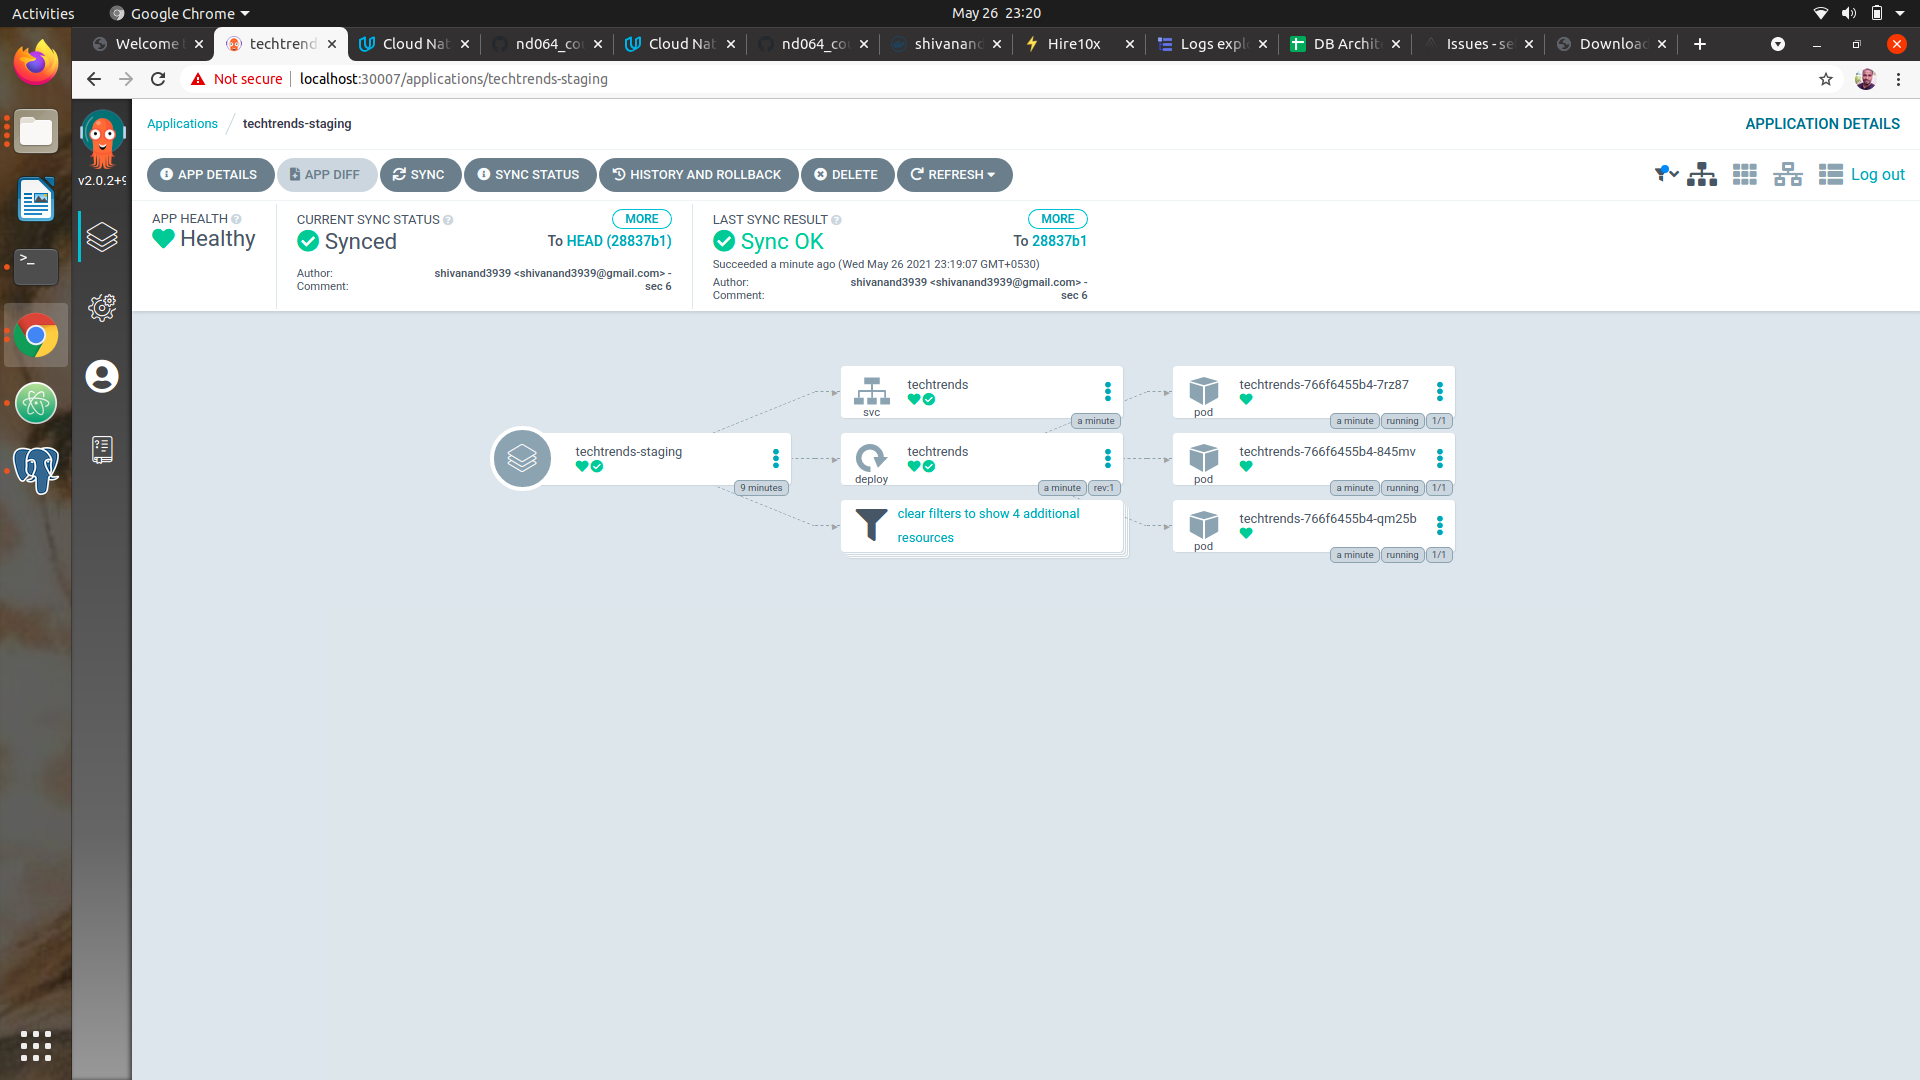 Activities
Google Chrome
May 26 23:20
Welcome
techtrend
Cloud Nat
nd064_co
Cloud Nat
nd064_co
shivanand
Hire10x
Logs expl
DB Archit
Issues - se
Download
Not secure
localhost:30007/applications/techtrends-staging
v2.0.2+9
Applications
techtrends-staging
APPLICATION DETAILS
APP DETAILS
APP DIFF
SYNC
SYNC STATUS
HISTORY AND ROLLBACK
DELETE
REFRESH
Log out
APP HEALTH
Healthy
CURRENT SYNC STATUS
MORE
Synced
To HEAD (28837b1)
Author: shivanand3939 <shivanand3939@gmail.com> -
Comment: sec 6
LAST SYNC RESULT
MORE
Sync OK
To 28837b1
Succeeded a minute ago (Wed May 26 2021 23:19:07 GMT+0530)
Author: shivanand3939 <shivanand3939@gmail.com> -
Comment: sec 6
techtrends-staging
9 minutes
techtrends
svc
a minute
techtrends
deploy
a minute
rev:1
clear filters to show 4 additional
resources
techtrends-766f6455b4-7rz87
pod
a minute
running
1/1
techtrends-766f6455b4-845mv
pod
a minute
running
1/1
techtrends-766f6455b4-qm25b
pod
a minute
running
1/1